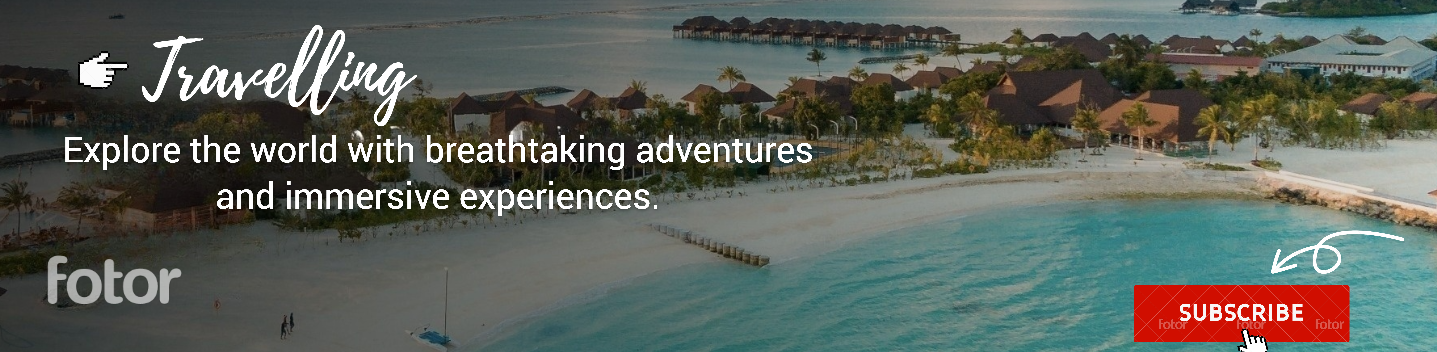 Travelling
Explore the world with breathtaking adventures
and immersive experiences.
fotor
SUBSCRIBE
fotor fotor fotor